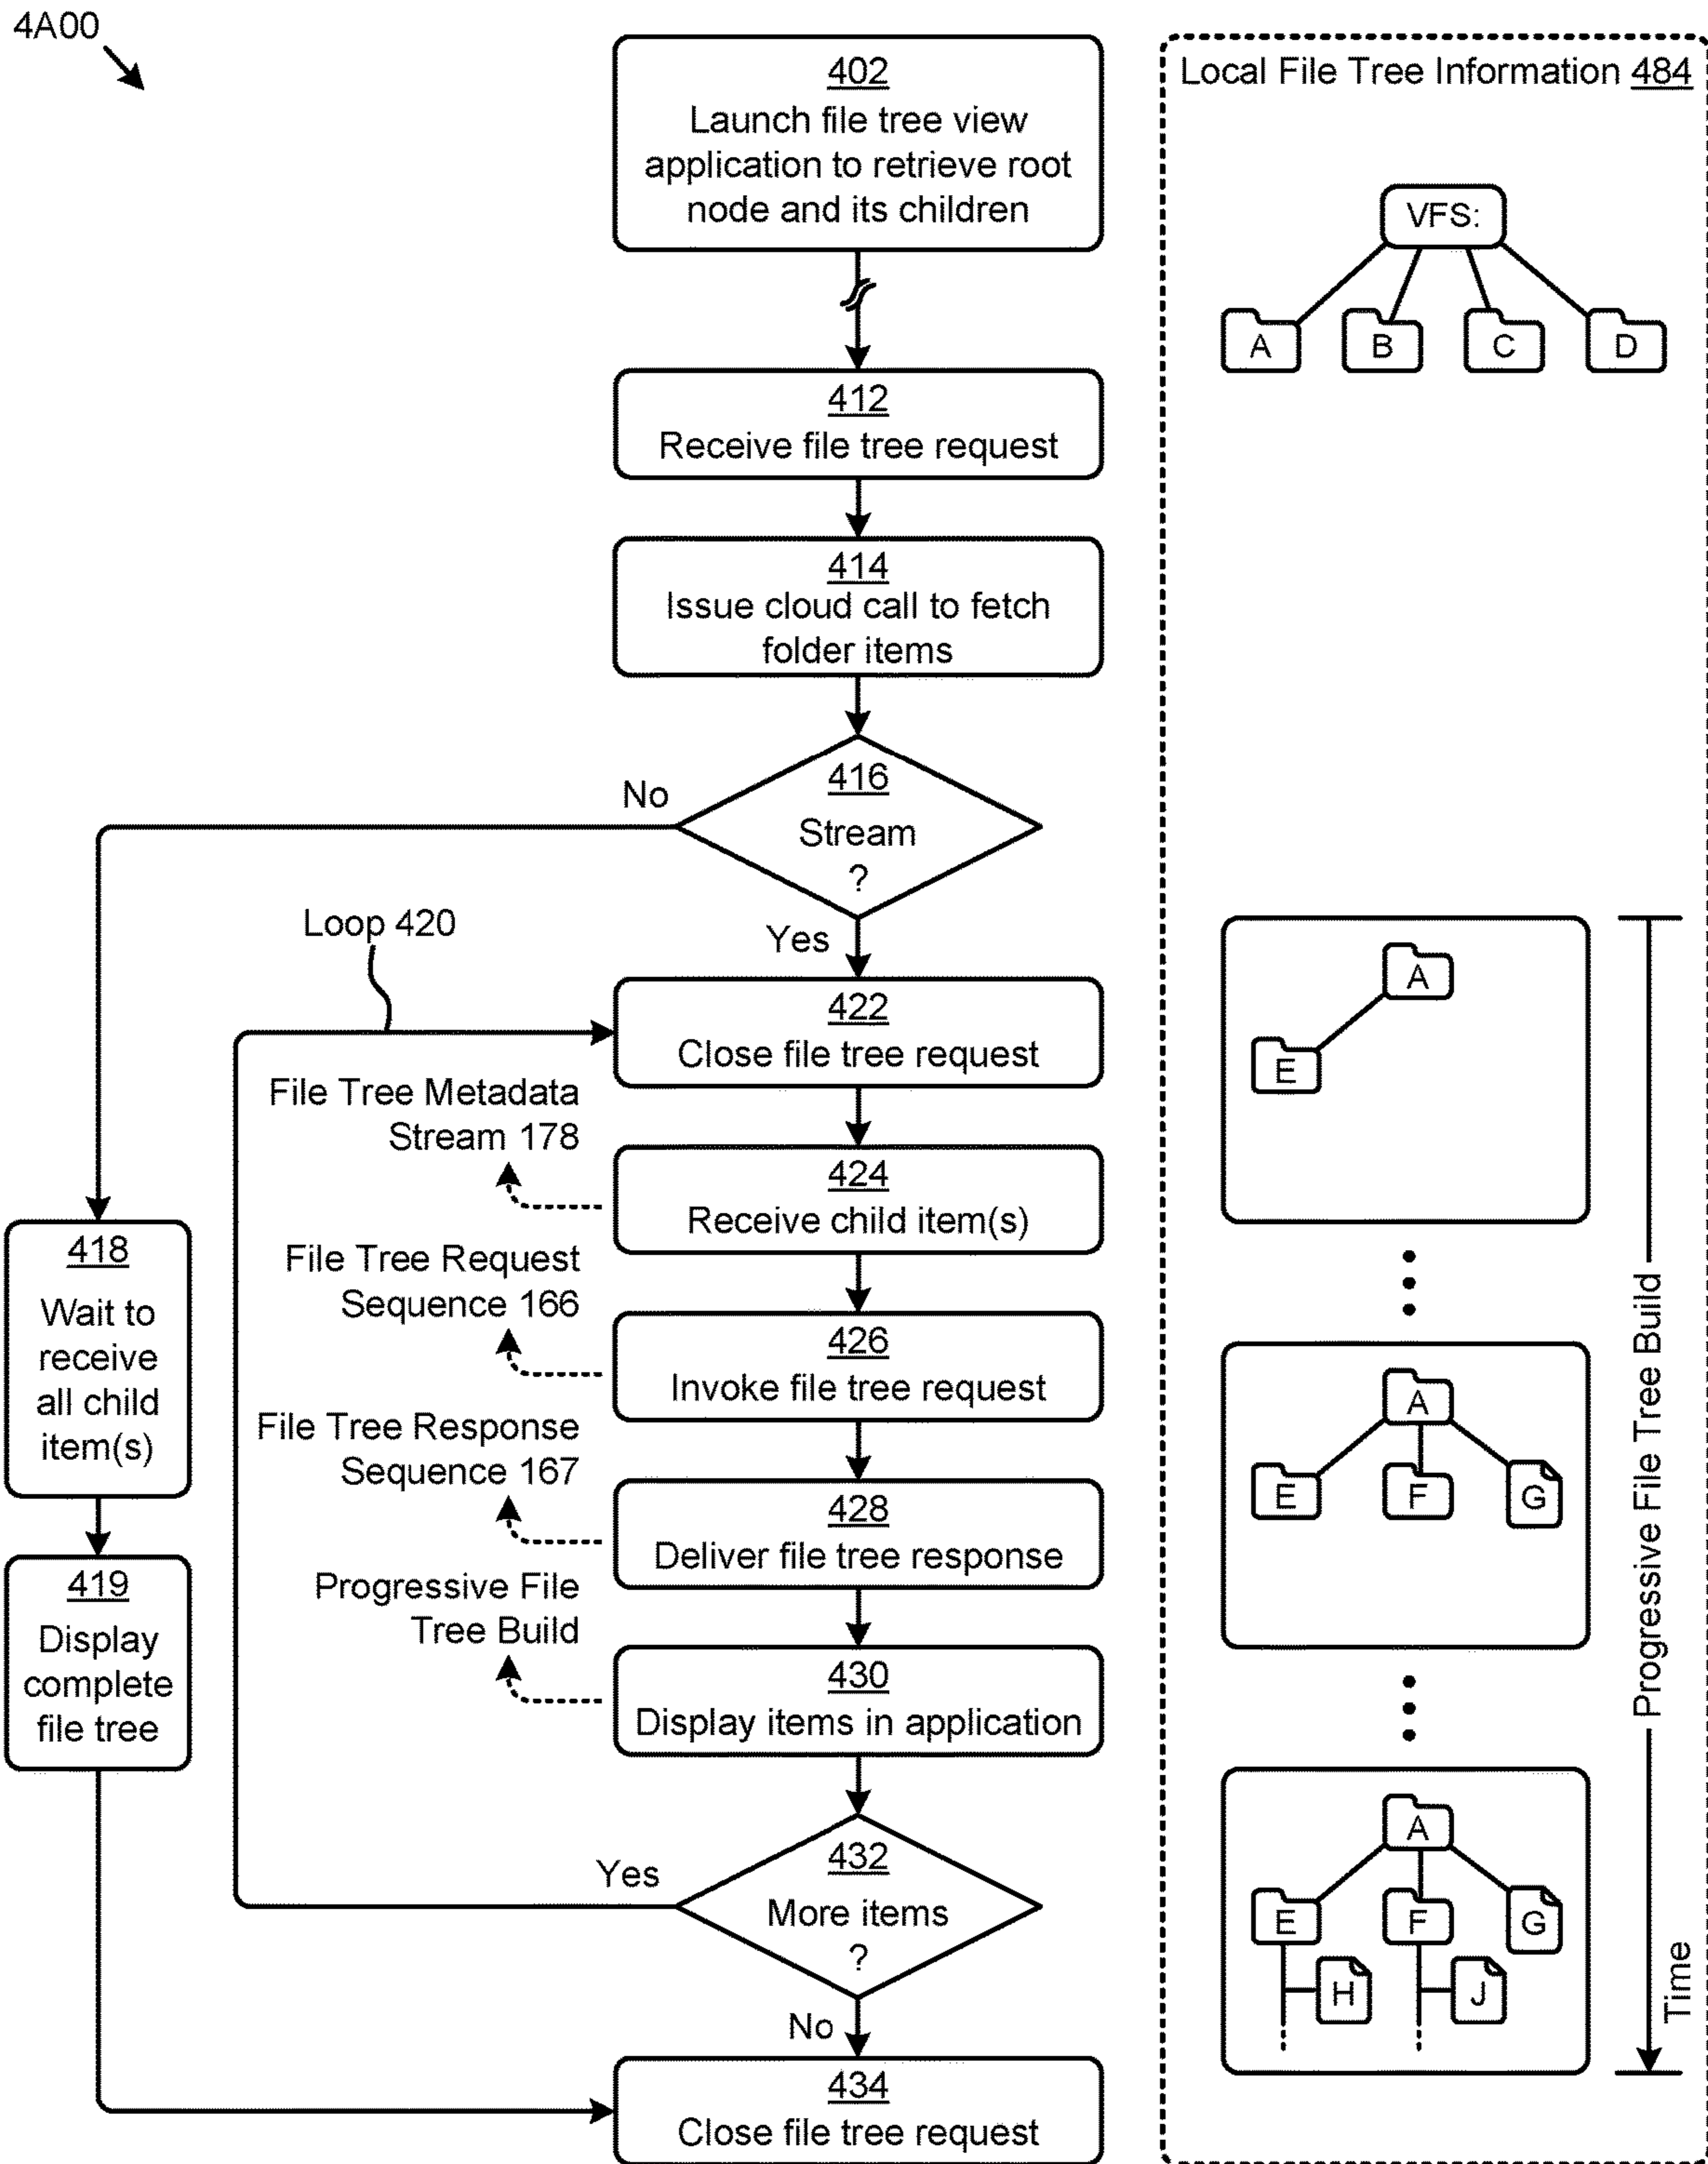 4A00
402
Launch file tree view
application to retrieve root
node and its children
412
Receive file tree request
414
Issue cloud call to fetch
folder items
416
Stream
?
No
Yes
Loop 420
422
Close file tree request
File Tree Metadata
Stream 178
424
Receive child item(s)
File Tree Request
Sequence 166
426
Invoke file tree request
File Tree Response
Sequence 167
428
Deliver file tree response
Progressive File
Tree Build
430
Display items in application
432
More items
?
Yes
No
434
Close file tree request
418
Wait to
receive
all child
item(s)
419
Display
complete
file tree
Local File Tree Information 484
VFS:
A
B
C
D
A
E
A
E
F
G
A
E
F
G
H
J
Progressive File Tree Build
Time